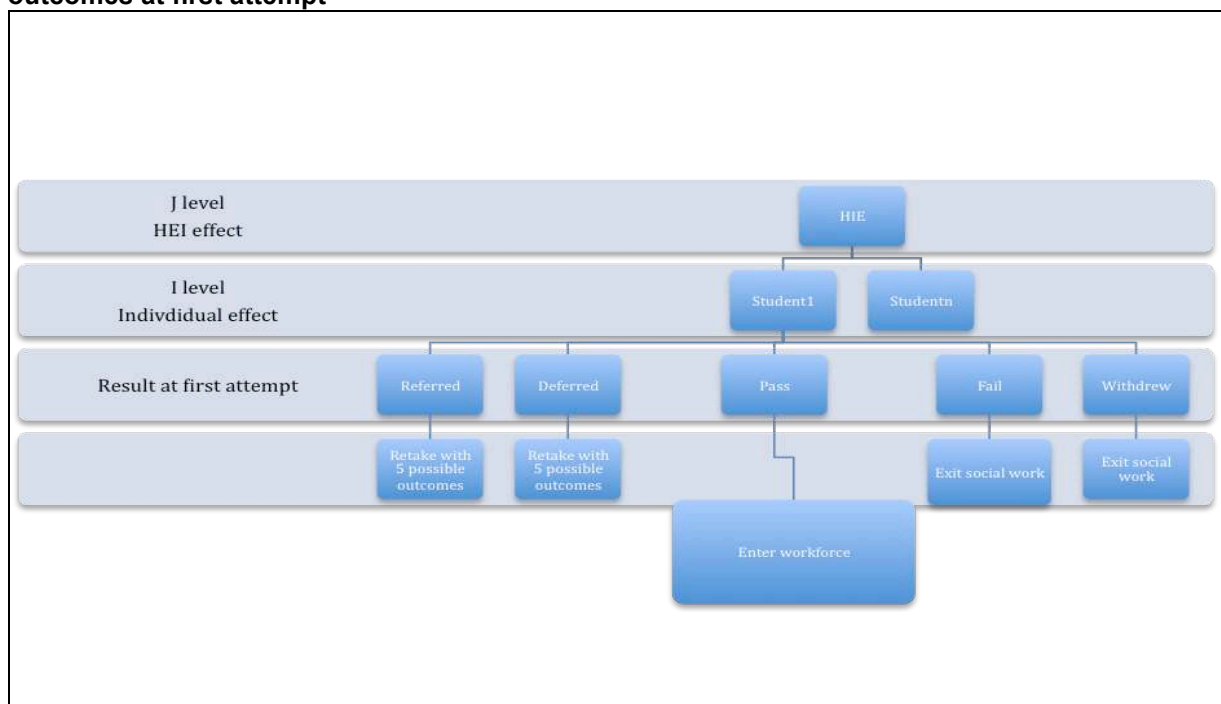 outcomes at first attempt
J level
HEI effect
HIE
I level
Indivdidual effect
Student1
Studentn
Result at first attempt
Referred
Deferred
Pass
Fail
Withdrew
Retake with
5 possible
outcomes
Retake with
5 possible
outcomes
Exit social work
Exit social
work
Enter workforce